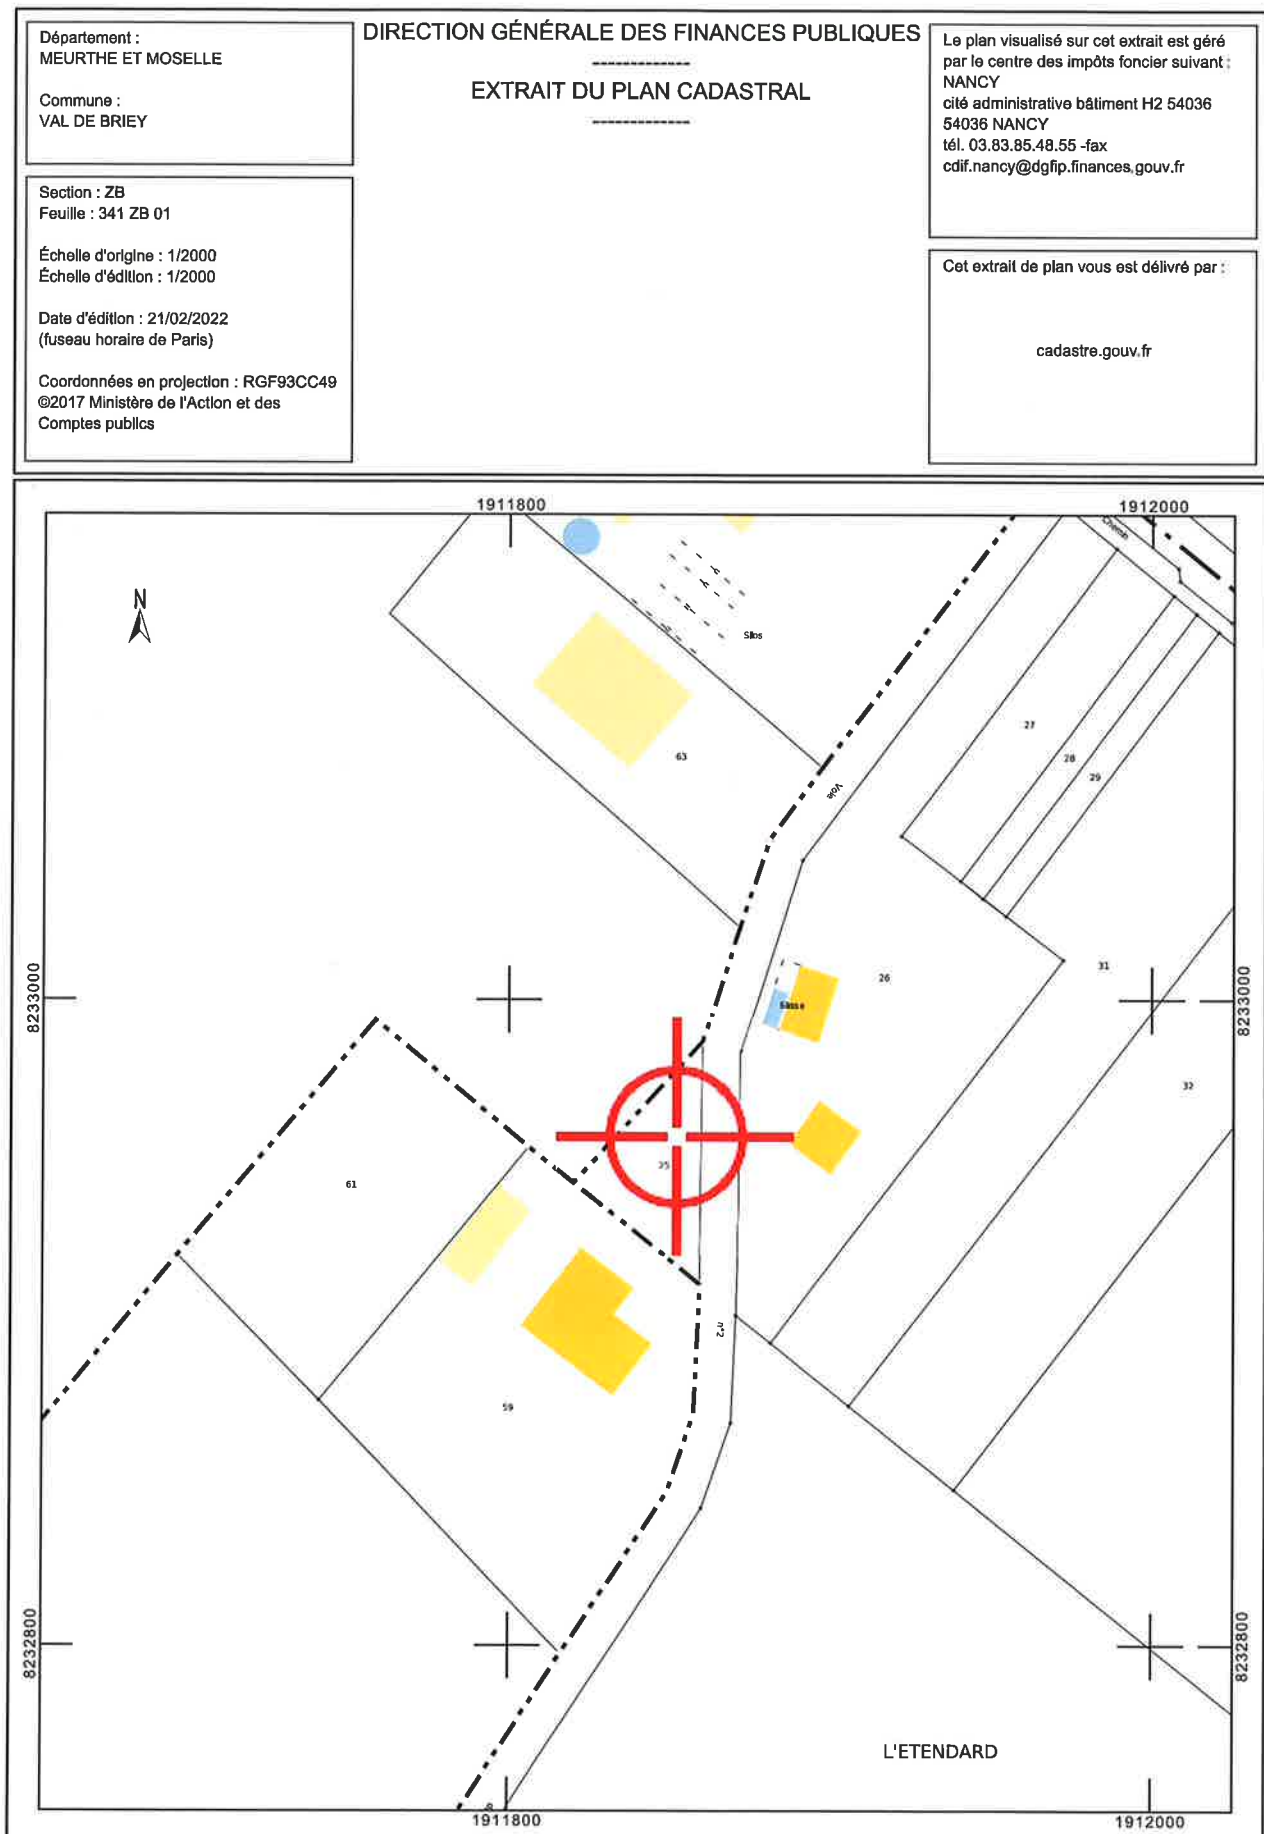 Département :
MEURTHE ET MOSELLE
Commune :
VAL DE BRIEY
Section : ZB
Feuille : 341 ZB 01
Échelle d'origine : 1/2000
Échelle d'édition : 1/2000
Date d'édition : 21/02/2022
(fuseau horaire de Paris)
Coordonnées en projection : RGF93CC49
©2017 Ministère de l'Action et des
Comptes publics
DIRECTION GÉNÉRALE DES FINANCES PUBLIQUES
-------------
EXTRAIT DU PLAN CADASTRAL
-------------
Le plan visualisé sur cet extrait est géré
par le centre des impôts foncier suivant :
NANCY
cité administrative bâtiment H2 54036
54036 NANCY
tél. 03.83.85.48.55 -fax
cdif.nancy@dgfip.finances.gouv.fr
Cet extrait de plan vous est délivré par :
cadastre.gouv.fr
1911800
1912000
Chemin
N
Silos
27
63
28
29
Voie
26
31
8233000
8233000
32
25
61
n°2
59
8232800
8232800
L'ETENDARD
1911800
1912000